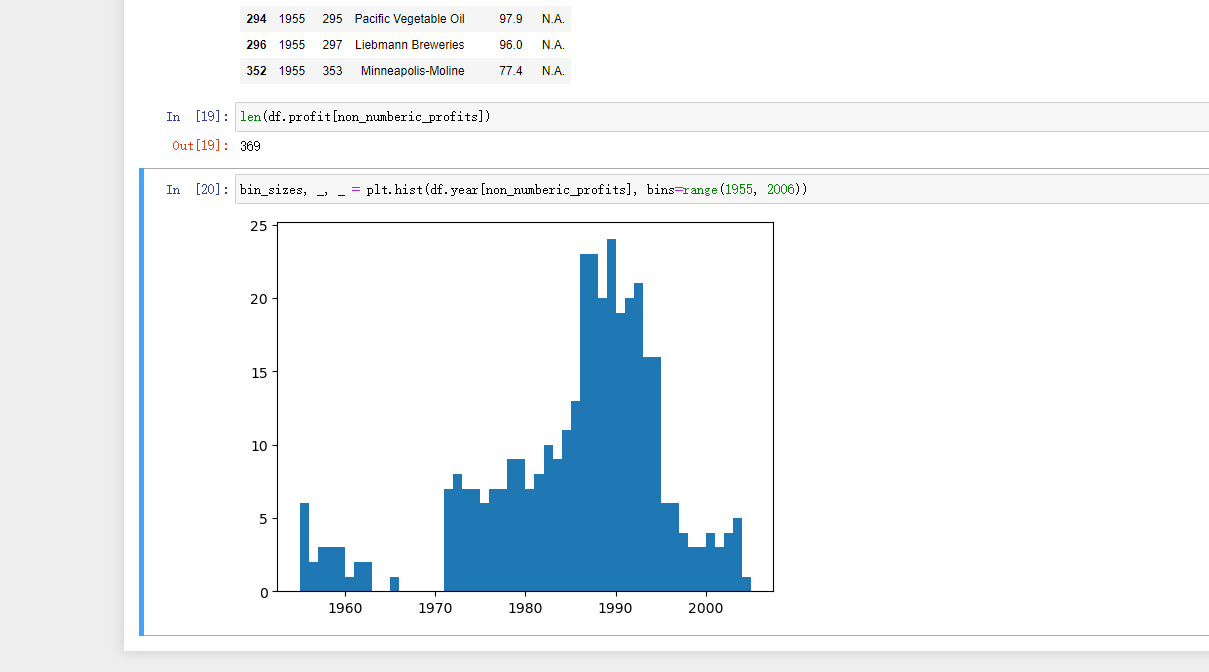 294 1955 295 Pacific Vegetable Oil 97.9 N.A.
296 1955 297 Liebmann Breweries 96.0 N.A.
352 1955 353 Minneapolis-Moline 77.4 N.A.
In [19]: len(df.profit[non_numberic_profits])
Out[19]: 369
In [20]: bin_sizes, _, _ = plt.hist(df.year[non_numberic_profits], bins=range(1955, 2006))
25
20
15
10
5
0
1960 1970 1980 1990 2000